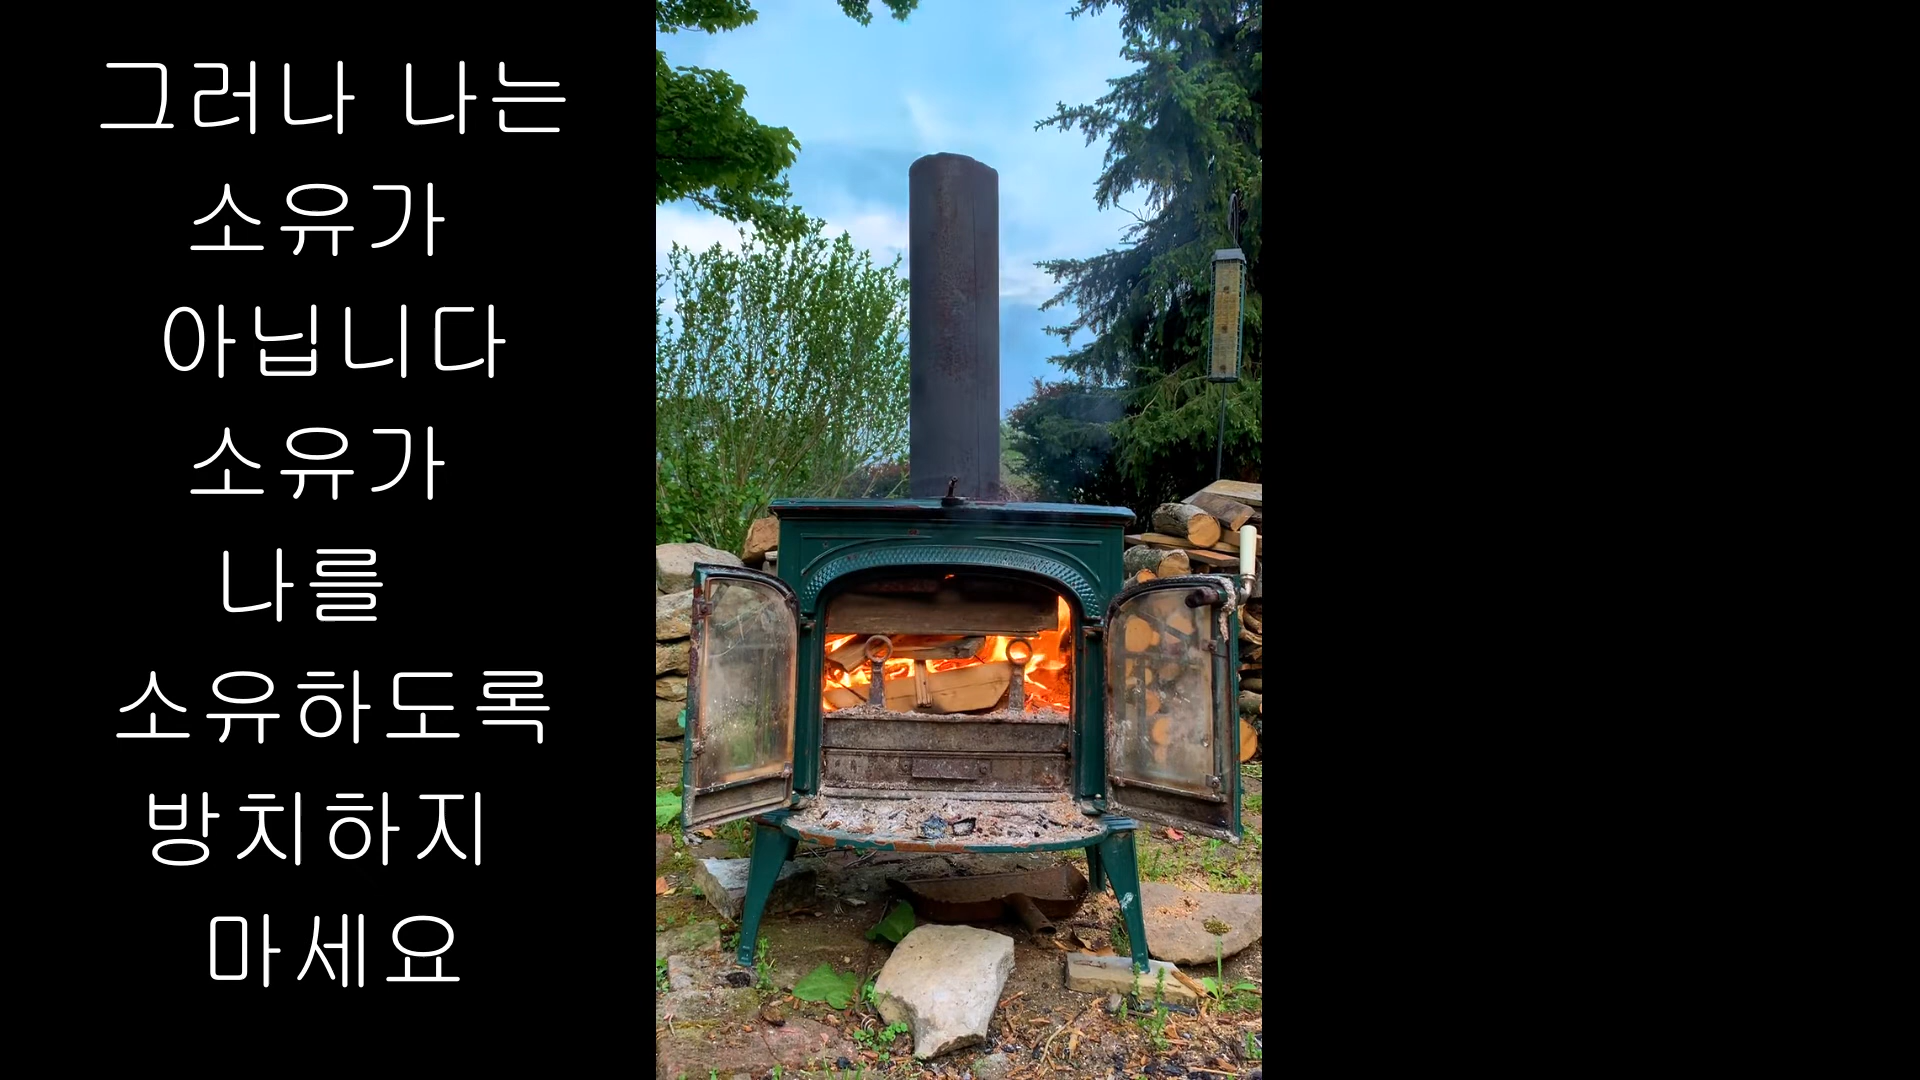 그러나 나는
소유가
아닙니다
소유가
나를
소유하도록
방치하지
마세요